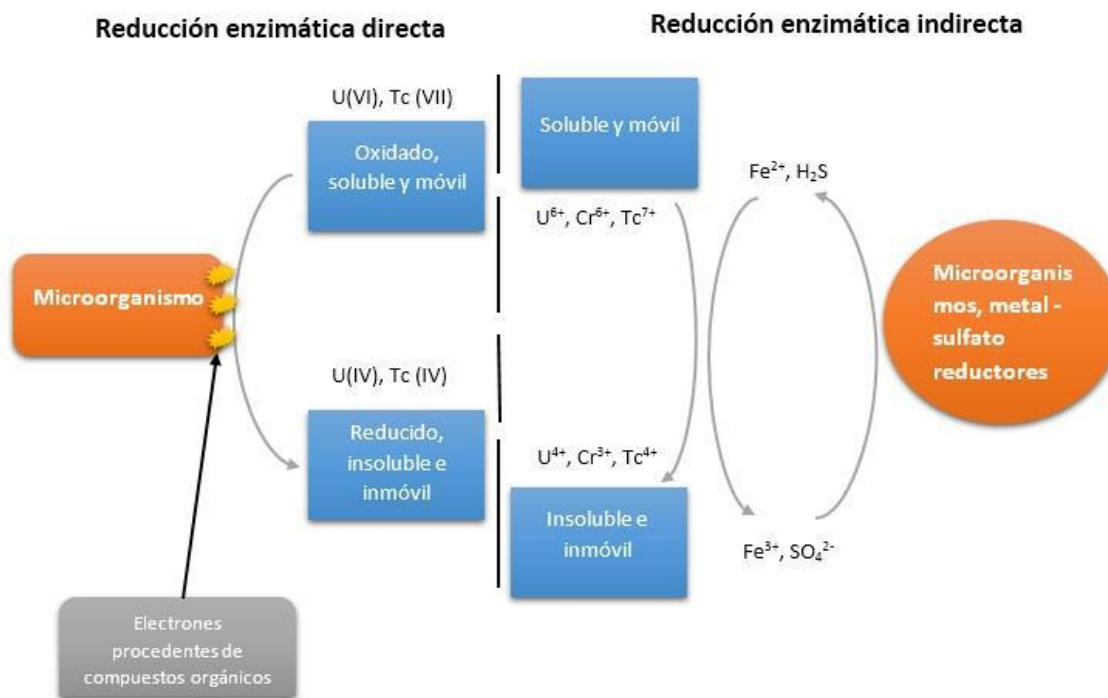 Reducción enzimática directa
Reducción enzimática indirecta
U(VI), Tc (VII)
Oxidado,
soluble y móvil
Microorganismo
U(IV), Tc (IV)
Reducido,
insoluble e
inmóvil
Electrones
procedentes de
compuestos orgánicos
Soluble y móvil
U⁶⁺, Cr⁶⁺, Tc⁷⁺
U⁴⁺, Cr³⁺, Tc⁴⁺
Insoluble e
inmóvil
Fe²⁺, H₂S
Fe³⁺, SO₄²⁻
Microorganis
mos, metal -
sulfato
reductores